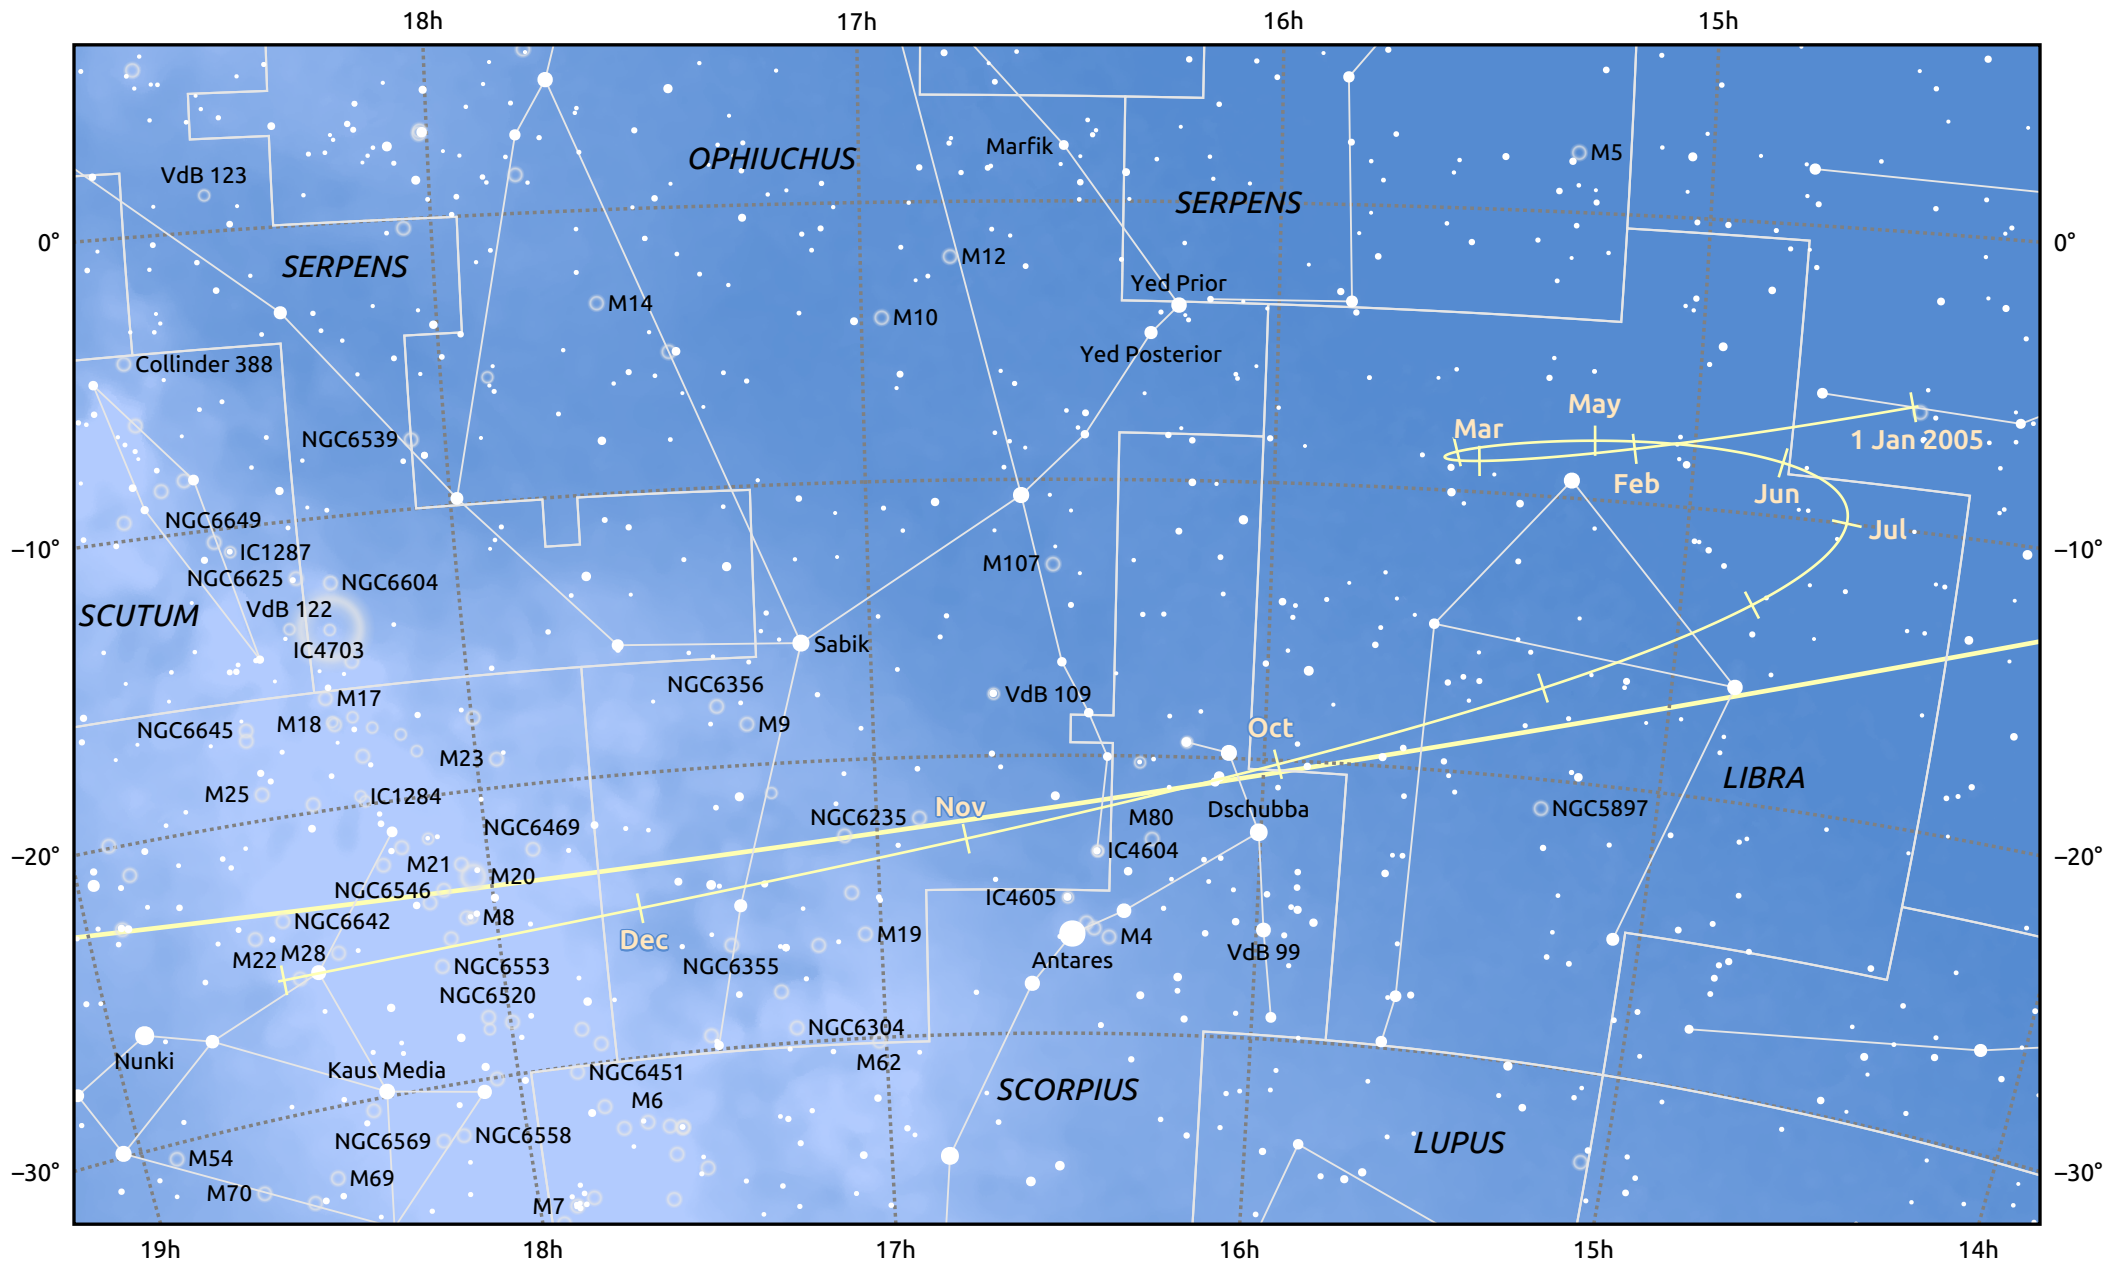 18h
17h
16h
15h
OPHIUCHUS
Marfik
M5
VdB 123
SERPENS
0°
0°
M12
SERPENS
Yed Prior
M14
M10
Yed Posterior
Collinder 388
May
Mar
1 Jan 2005
NGC6539
Feb
Jun
NGC6649
Jul
−10°
IC1287
−10°
M107
NGC6625
NGC6604
VdB 122
SCUTUM
Sabik
IC4703
NGC6356
VdB 109
M17
M18
M9
NGC6645
Oct
M23
LIBRA
M25
IC1284
Nov
Dschubba
NGC5897
NGC6235
M80
NGC6469
−20°
IC4604
−20°
M21
M20
NGC6546
IC4605
M8
NGC6642
M19
M4
Dec
VdB 99
M22
M28
Antares
NGC6553
NGC6355
NGC6520
NGC6304
Nunki
M62
Kaus Media
NGC6451
SCORPIUS
M6
NGC6569
NGC6558
LUPUS
M54
−30°
−30°
M69
M70
M7
19h
18h
17h
16h
15h
14h